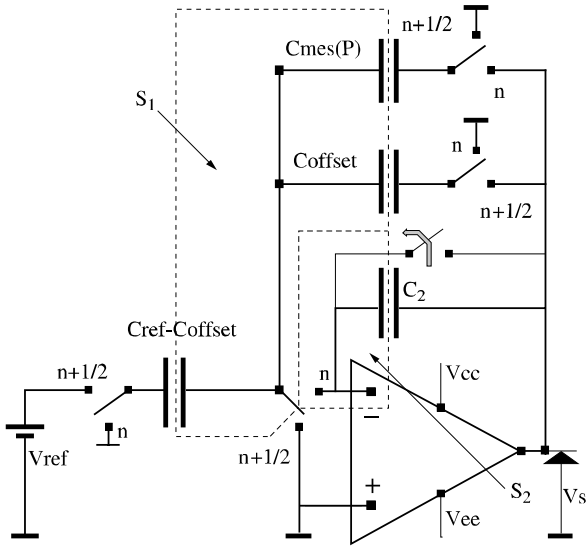 n+1/2
Cmes(P)
n
S1
n
Coffset
n+1/2
C2
Cref-Coffset
n+1/2
n
n
Vcc
Vref
n+1/2
−
+
S2
Vs
Vee